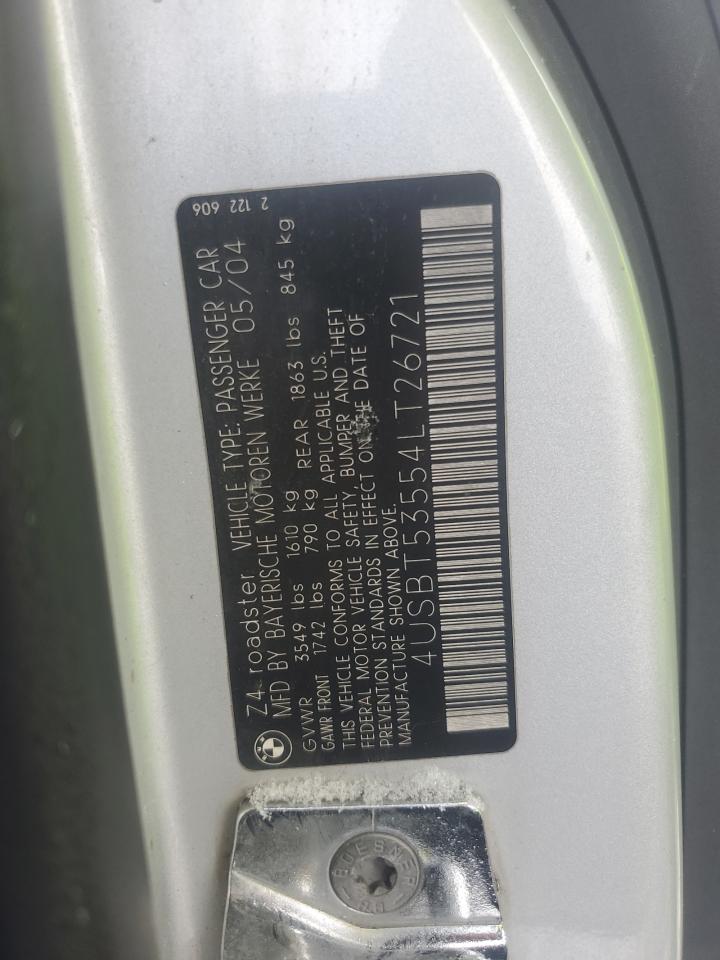 2 122 606
Z4 roadster VEHICLE TYPE: PASSENGER CAR
MFD BY BAYERISCHE MOTOREN WERKE 05/04
GVWR 3549 lbs 1610 kg REAR 1863 lbs 845 kg
GAWR FRONT 1742 lbs 790 kg
THIS VEHICLE CONFORMS TO ALL APPLICABLE U.S.
FEDERAL MOTOR VEHICLE SAFETY, BUMPER AND THEFT
PREVENTION STANDARDS IN EFFECT ON THE DATE OF
MANUFACTURE SHOWN ABOVE.
4USBT53554LT26721
BMW